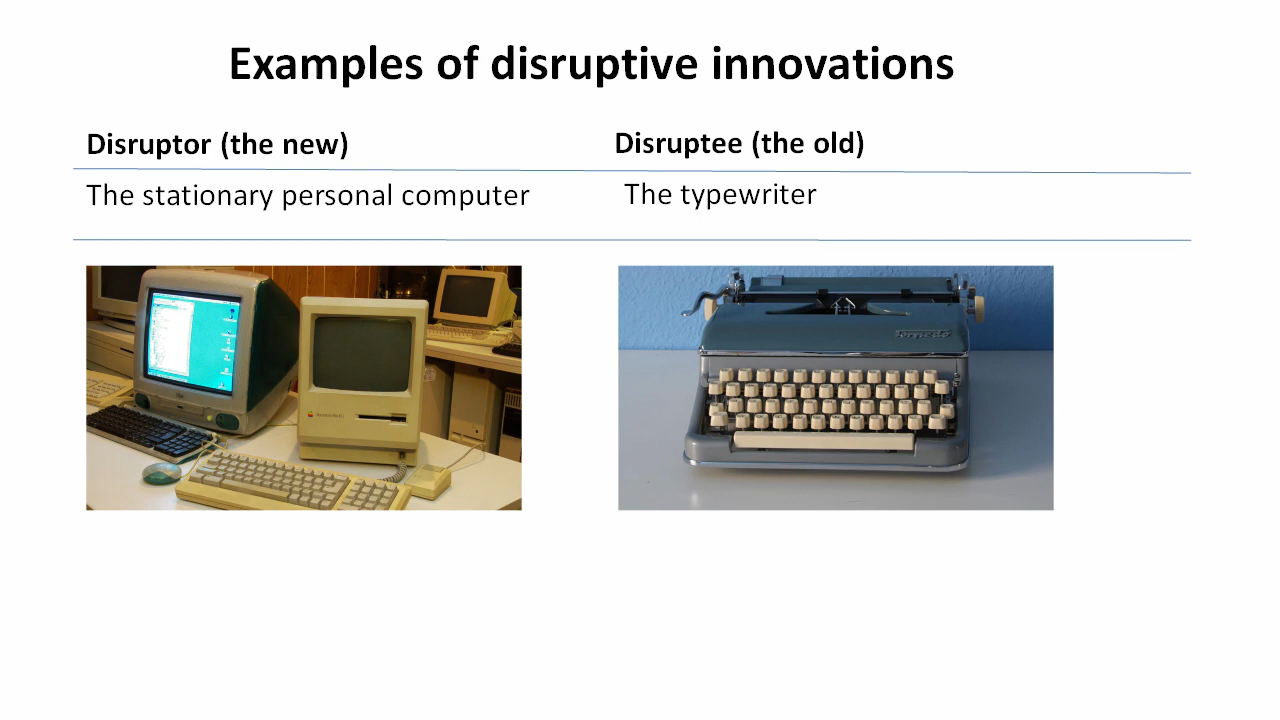 Examples of disruptive innovations
Disruptor (the new)
Disruptee (the old)
The stationary personal computer
The typewriter